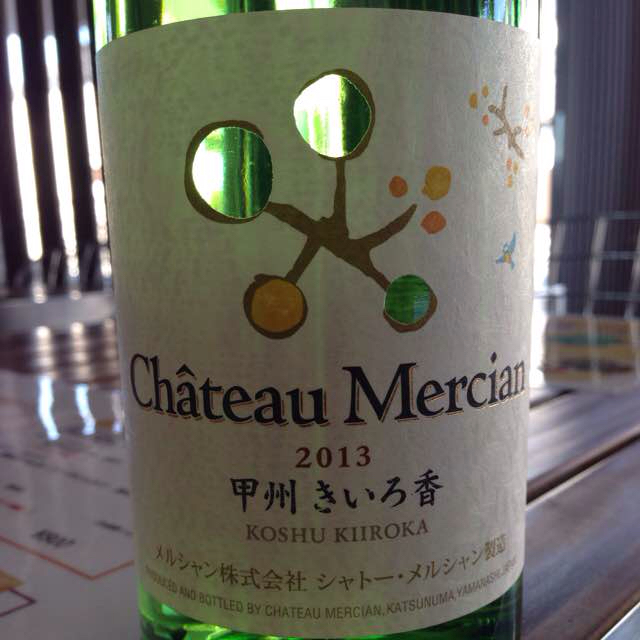 Château Mercian
2013
甲州 きいろ香
KOSHU KIIROKA
メルシャン株式会社 シャトー・メルシャン製造
PRODUCED AND BOTTLED BY CHATEAU MERCIAN, KATSUNUMA, YAMANASHI, JAPAN